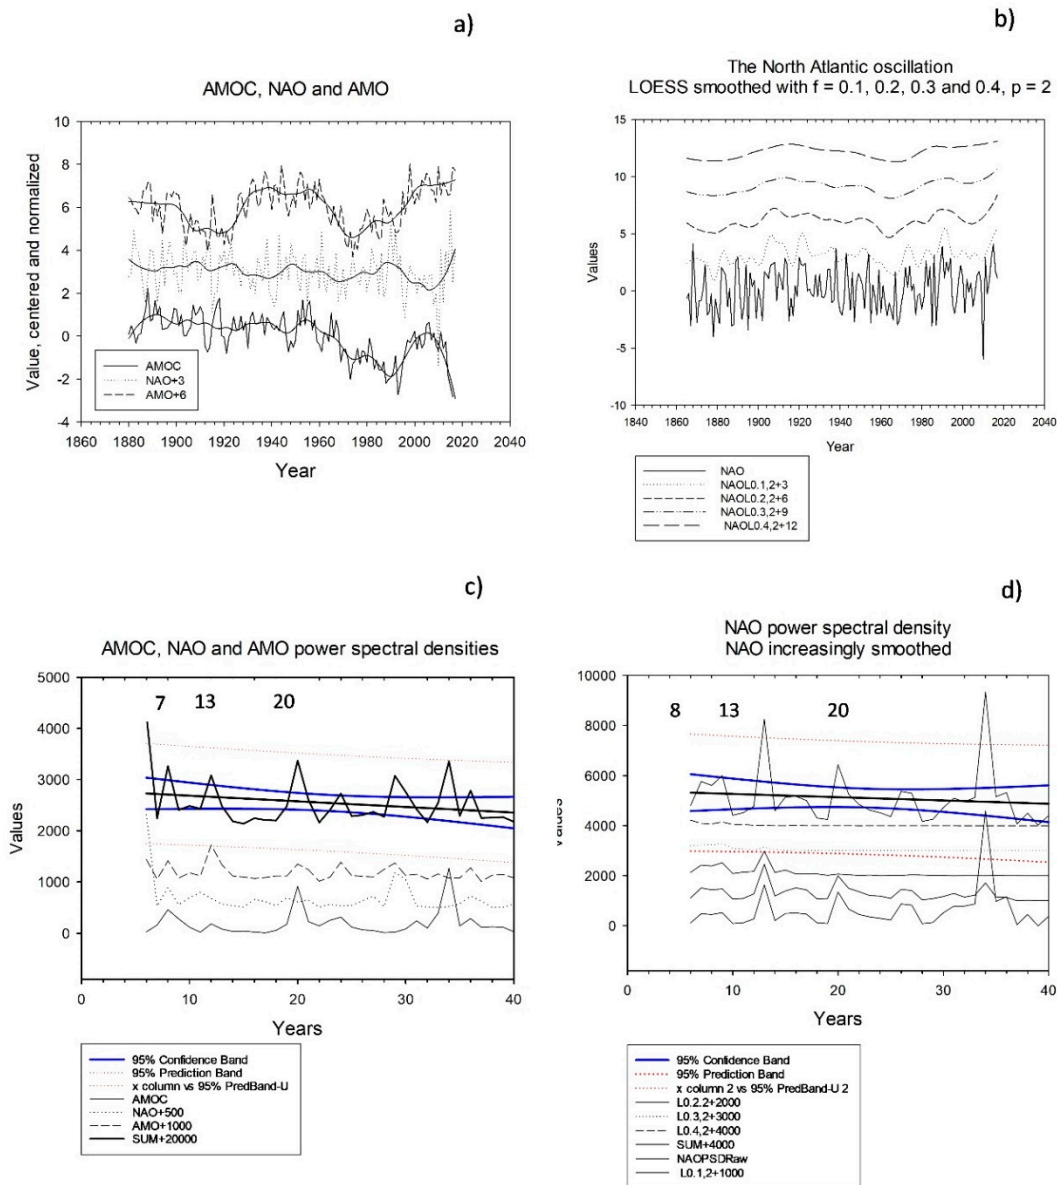 a)
AMOC, NAO and AMO
Value, centered and normalized
10
8
6
4
2
0
-2
-4
1860 1880 1900 1920 1940 1960 1980 2000 2020 2040
Year
AMOC
NAO+3
AMO+6
b)
The North Atlantic oscillation
LOESS smoothed with f = 0.1, 0.2, 0.3 and 0.4, p = 2
Values
15
10
5
0
-5
-10
1840 1860 1880 1900 1920 1940 1960 1980 2000 2020 2040
Year
NAO
NAOL0.1,2+3
NAOL0.2,2+6
NAOL0.3,2+9
NAOL0.4,2+12
c)
AMOC, NAO and AMO power spectral densities
Values
5000
4000
3000
2000
1000
0
7 13 20
0 10 20 30 40
Years
95% Confidence Band
95% Prediction Band
x column vs 95% PredBand-U
AMOC
NAO+500
AMO+1000
SUM+20000
d)
NAO power spectral density
NAO increasingly smoothed
Values
10000
8000
6000
4000
2000
0
8 13 20
0 10 20 30 40
Years
95% Confidence Band
95% Prediction Band
x column 2 vs 95% PredBand-U 2
L0.2.2+2000
L0.3,2+3000
L0.4,2+4000
SUM+4000
NAOPSDRaw
L0.1,2+1000